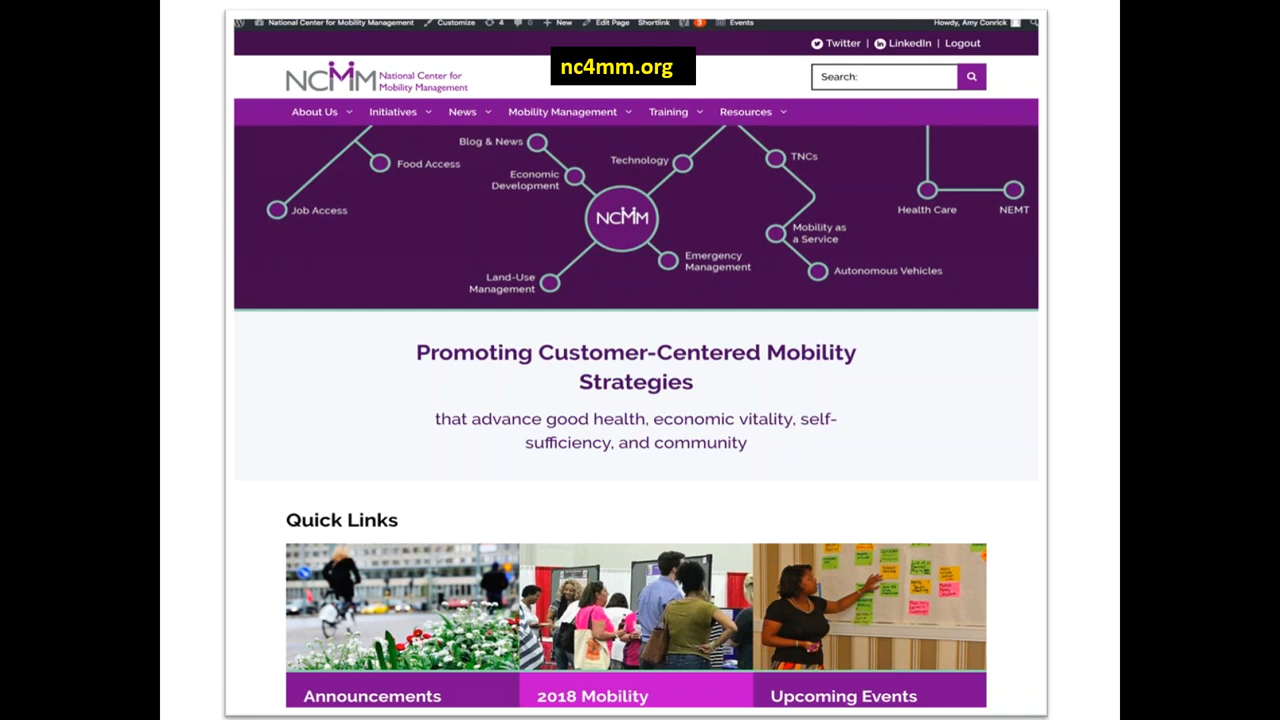 National Center for Mobility Management Customize 4 0 New Edit Page Shortlink 3 Events Howdy, Amy Conrick
Twitter | LinkedIn | Logout
nc4mm.org
NCMM National Center for
Mobility Management
Search:
About Us Initiatives News Mobility Management Training Resources
Blog & News
Food Access
Technology
TNCs
Economic
Development
Job Access
NCMM
Health Care
NEMT
Mobility as
a Service
Emergency
Management
Autonomous Vehicles
Land-Use
Management
Promoting Customer-Centered Mobility
Strategies
that advance good health, economic vitality, self-
sufficiency, and community
Quick Links
Announcements
2018 Mobility
Upcoming Events